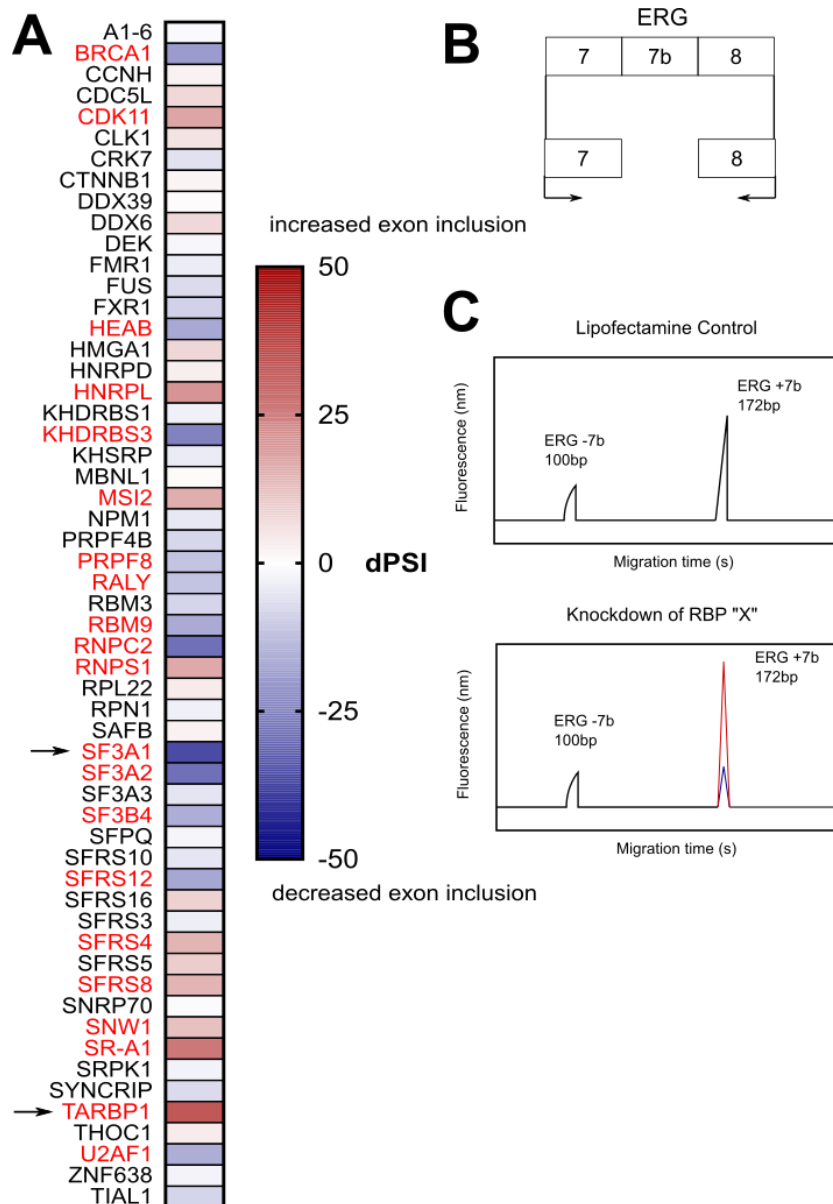 A
A1-6
BRCA1
CCNH
CDC5L
CDK11
CLK1
CRK7
CTNNB1
DDX39
DDX6
DEK
FMR1
FUS
FXR1
HEAB
HMGA1
HNRPD
HNRPL
KHDRBS1
KHDRBS3
KHSRP
MBNL1
MSI2
NPM1
PRPF4B
PRPF8
RALY
RBM3
RBM9
RNPC2
RNPS1
RPL22
RPN1
SAFB
SF3A1
SF3A2
SF3A3
SF3B4
SFPQ
SFRS10
SFRS12
SFRS16
SFRS3
SFRS4
SFRS5
SFRS8
SNRP70
SNW1
SR-A1
SRPK1
SYNCRIP
TARBP1
THOC1
U2AF1
ZNF638
TIAL1
increased exon inclusion
50
25
0 dPSI
-25
-50
decreased exon inclusion
B
ERG
7 7b 8
7 8
C
Lipofectamine Control
Fluorescence (nm)
ERG -7b
100bp
ERG +7b
172bp
Migration time (s)
Knockdown of RBP "X"
Fluorescence (nm)
ERG -7b
100bp
ERG +7b
172bp
Migration time (s)